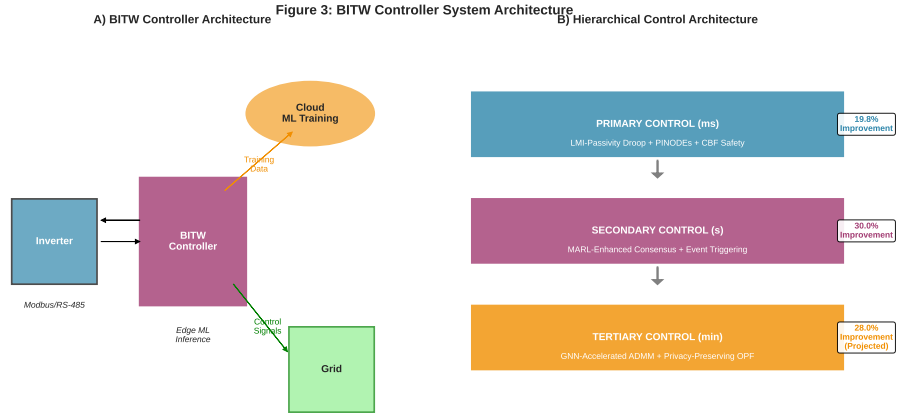 Figure 3: BITW Controller System Architecture
A) BITW Controller Architecture
Cloud
ML Training
Training
Data
BITW
Controller
Inverter
Modbus/RS-485
Edge ML
Inference
Control
Signals
Grid
B) Hierarchical Control Architecture
PRIMARY CONTROL (ms)
LMI-Passivity Droop + PINODEs + CBF Safety
19.8%
Improvement
SECONDARY CONTROL (s)
MARL-Enhanced Consensus + Event Triggering
30.0%
Improvement
TERTIARY CONTROL (min)
GNN-Accelerated ADMM + Privacy-Preserving OPF
28.0%
Improvement
(Projected)